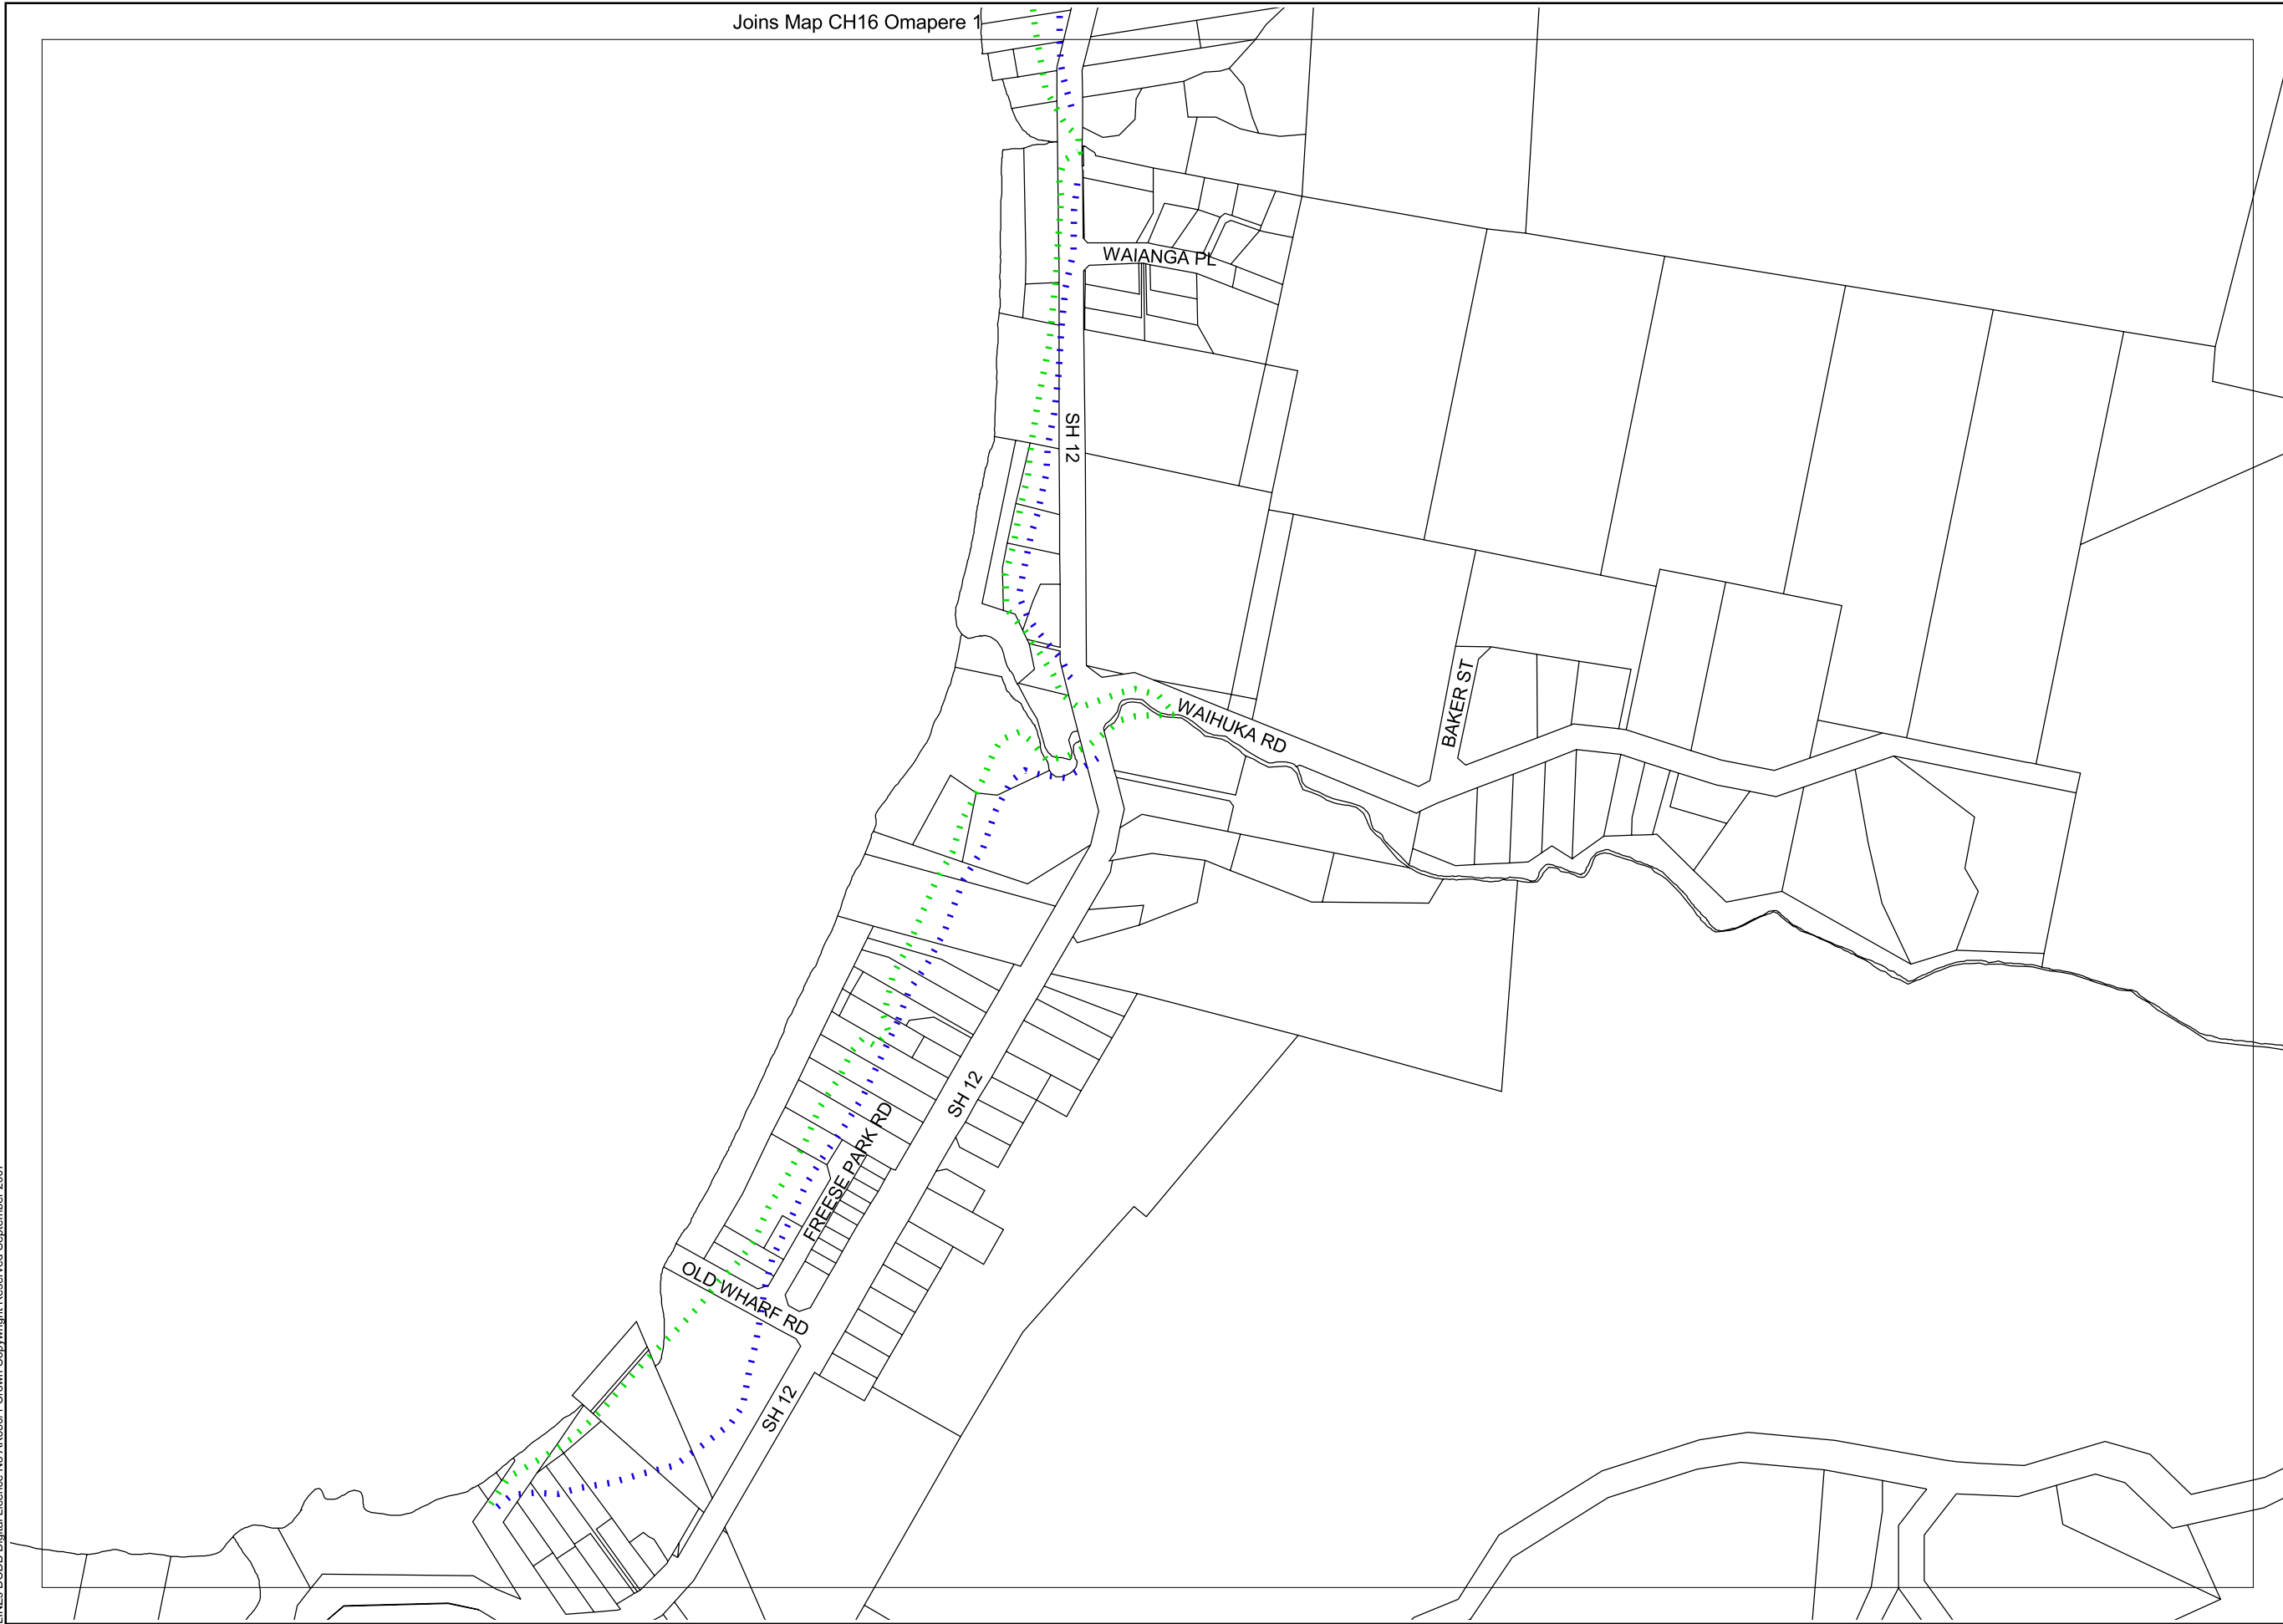 Joins Map CH16 Omapere 1
WAIANGA PL
SH 12
BAKER ST
WAIHUKA RD
SH 12
FREESE PARK RD
OLD WHARF RD
SH 12